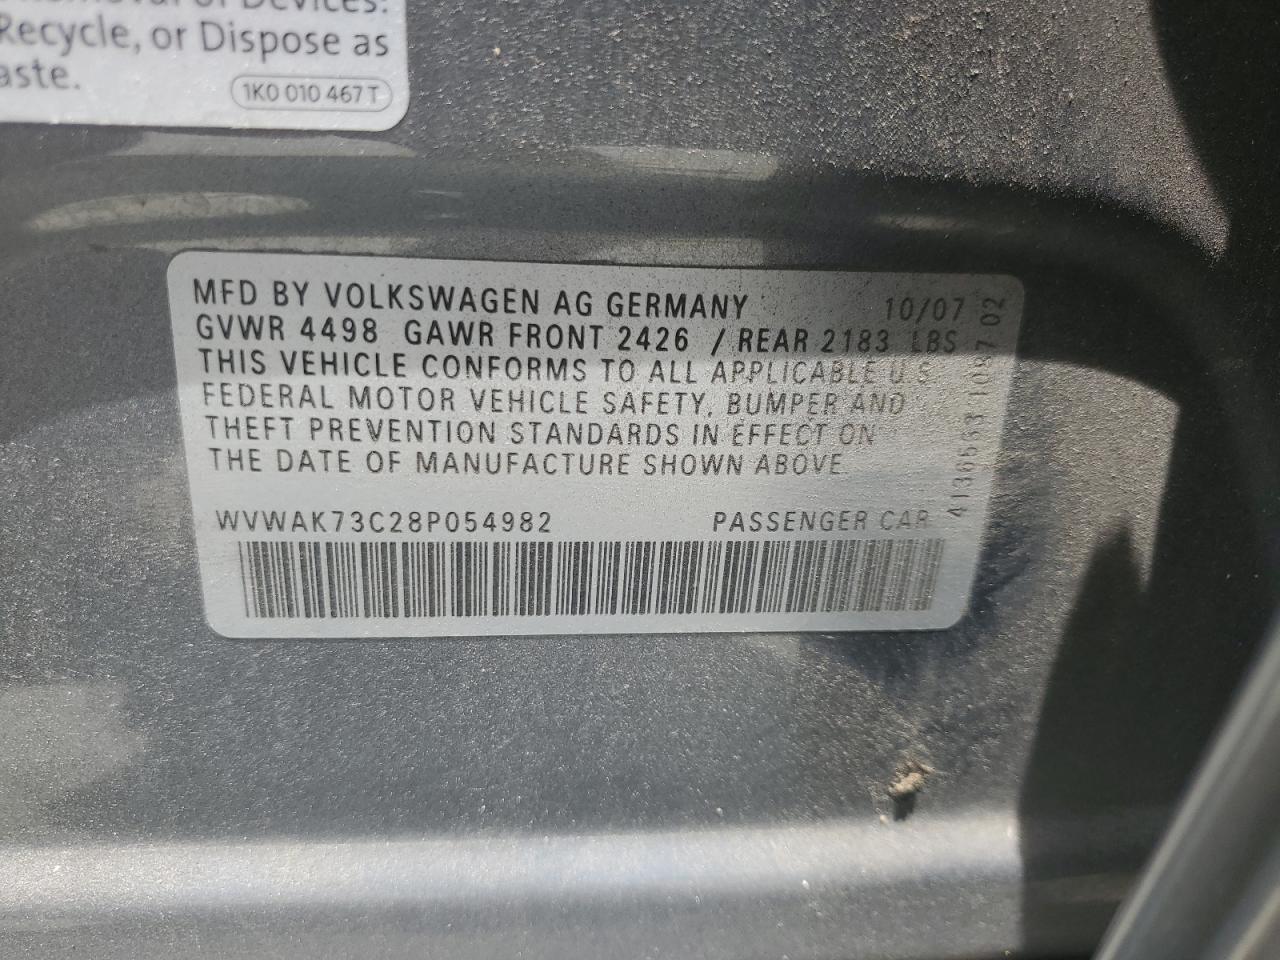 Recycle, or Dispose as
aste.
1K0 010 467 T
MFD BY VOLKSWAGEN AG GERMANY 10/07
GVWR 4498 GAWR FRONT 2426 / REAR 2183 LBS
THIS VEHICLE CONFORMS TO ALL APPLICABLE U.S
FEDERAL MOTOR VEHICLE SAFETY, BUMPER AND
THEFT PREVENTION STANDARDS IN EFFECT ON
THE DATE OF MANUFACTURE SHOWN ABOVE
WVWAK73C28P054982 PASSENGER CAR
02